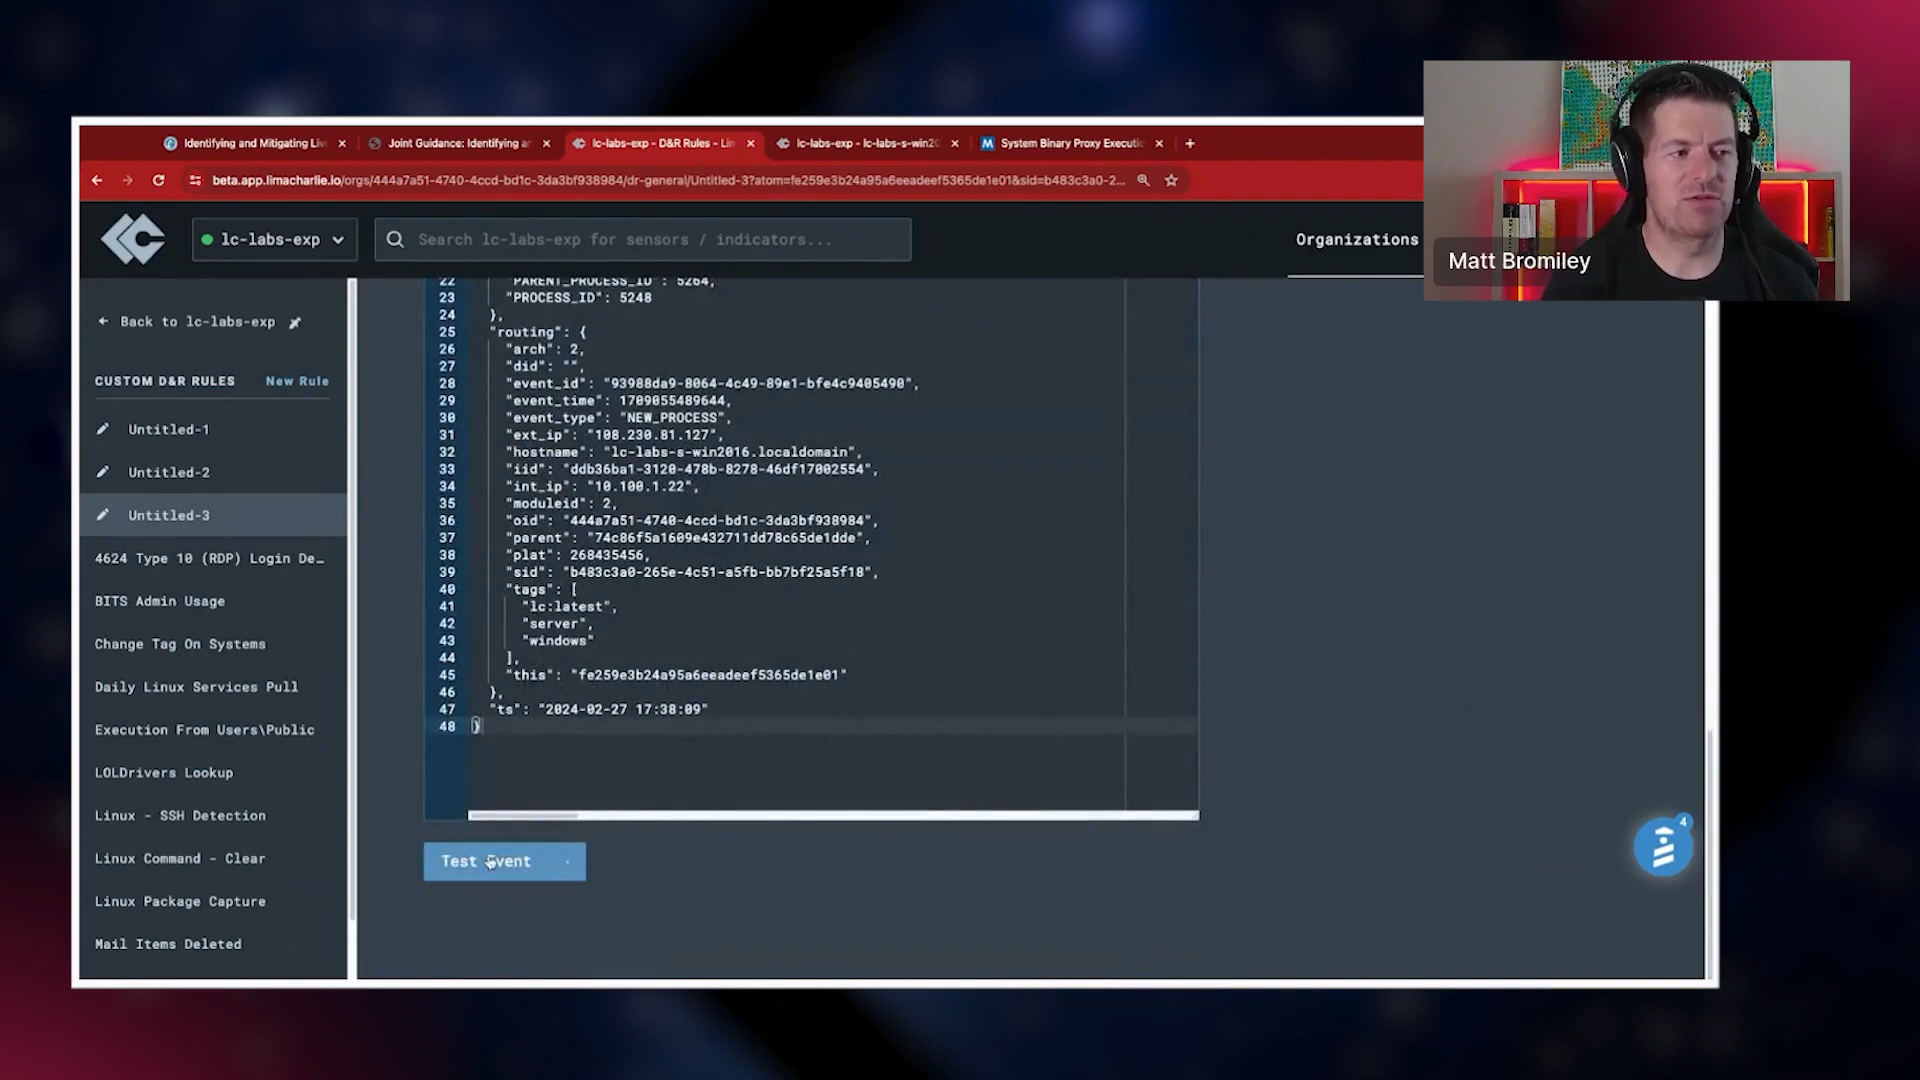 Identifying and Mitigating Livi
Joint Guidance: Identifying an
lc-labs-exp - D&R Rules - Lim
lc-labs-exp - lc-labs-s-win20
System Binary Proxy Executio
beta.app.limacharlie.io/orgs/444a7a51-4740-4ccd-bd1c-3da3bf938984/dr-general/Untitled-3?atom=fe259e3b24a95a6eeadeef5365de1e01&sid=b483c3a0-2...
lc-labs-exp
Search lc-labs-exp for sensors / indicators...
Organizations
Matt Bromiley
Back to lc-labs-exp
CUSTOM D&R RULES New Rule
Untitled-1
Untitled-2
Untitled-3
4624 Type 10 (RDP) Login De…
BITS Admin Usage
Change Tag On Systems
Daily Linux Services Pull
Execution From Users\Public
LOLDrivers Lookup
Linux - SSH Detection
Linux Command - Clear
Linux Package Capture
Mail Items Deleted
22 "PARENT_PROCESS_ID": 5264,
23 "PROCESS_ID": 5248
24 },
25 "routing": {
26 "arch": 2,
27 "did": "",
28 "event_id": "93988da9-8064-4c49-89e1-bfe4c9405490",
29 "event_time": 1709055489644,
30 "event_type": "NEW_PROCESS",
31 "ext_ip": "108.230.81.127",
32 "hostname": "lc-labs-s-win2016.localdomain",
33 "iid": "ddb36ba1-3120-478b-8278-46df17002554",
34 "int_ip": "10.100.1.22",
35 "moduleid": 2,
36 "oid": "444a7a51-4740-4ccd-bd1c-3da3bf938984",
37 "parent": "74c86f5a1609e432711dd78c65de1dde",
38 "plat": 268435456,
39 "sid": "b483c3a0-265e-4c51-a5fb-bb7bf25a5f18",
40 "tags": [
41 "lc:latest",
42 "server",
43 "windows"
44 ],
45 "this": "fe259e3b24a95a6eeadeef5365de1e01"
46 },
47 "ts": "2024-02-27 17:38:09"
48 }
Test Event
4